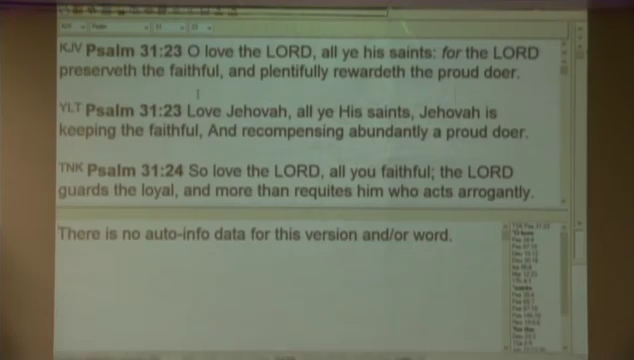 KJV Psalm 31:23 O love the LORD, all ye his saints: for the LORD
preserveth the faithful, and plentifully rewardeth the proud doer.
YLT Psalm 31:23 Love Jehovah, all ye His saints, Jehovah is
keeping the faithful, And recompensing abundantly a proud doer.
TNK Psalm 31:24 So love the LORD, all you faithful; the LORD
guards the loyal, and more than requites him who acts arrogantly.
There is no auto-info data for this version and/or word.